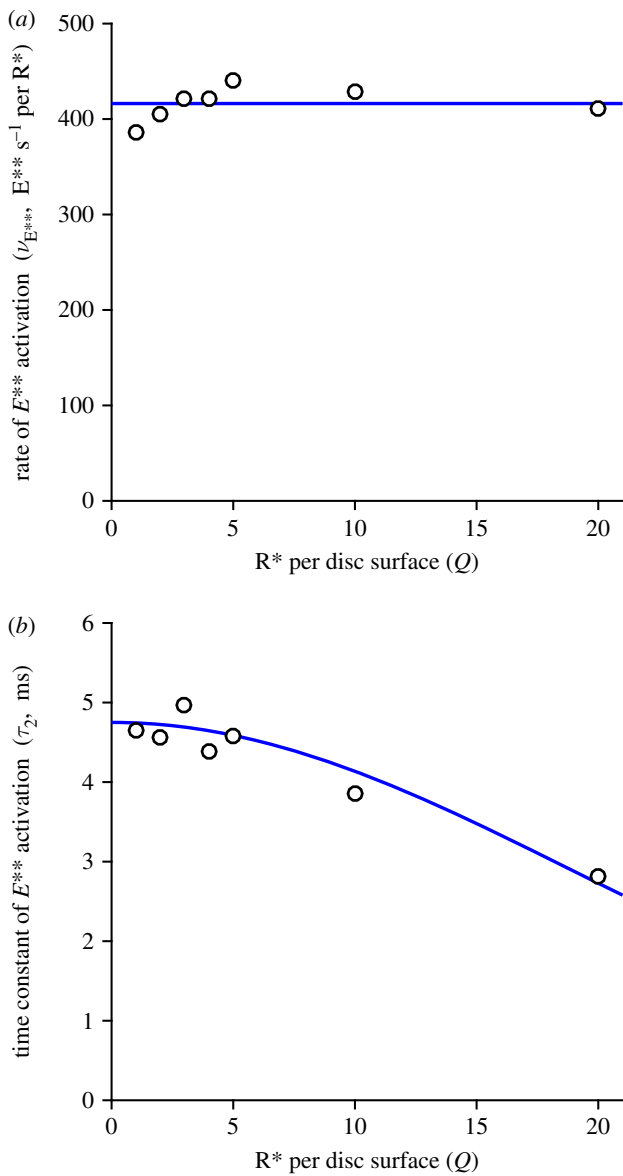 (a)
500
400
300
200
100
0
0 5 10 15 20
R* per disc surface (Q)
rate of E** activation (νE**, E** s−1 per R*)
(b)
6
5
4
3
2
1
0
0 5 10 15 20
R* per disc surface (Q)
time constant of E** activation (τ2, ms)